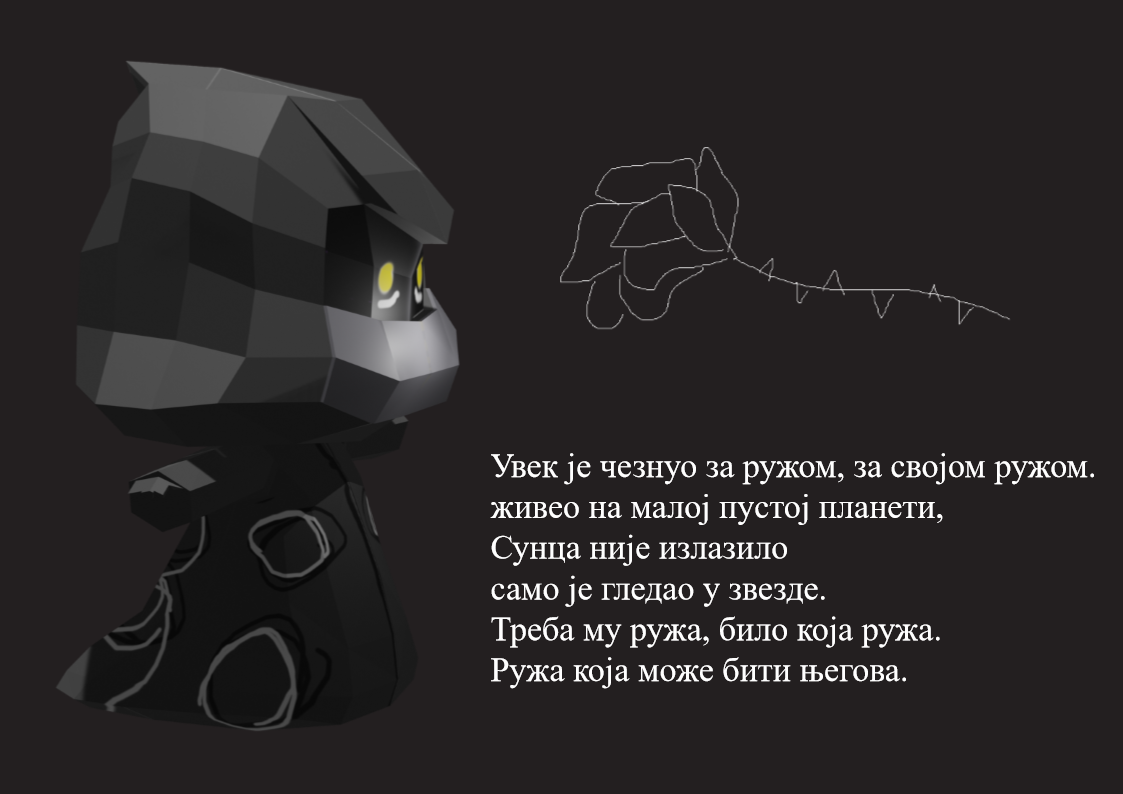 Увек је чезнуо за ружом, за својом ружом.
живео на малој пустој планети,
Сунца није излазило
само је гледао у звезде.
Треба му ружа, било која ружа.
Ружа која може бити његова.